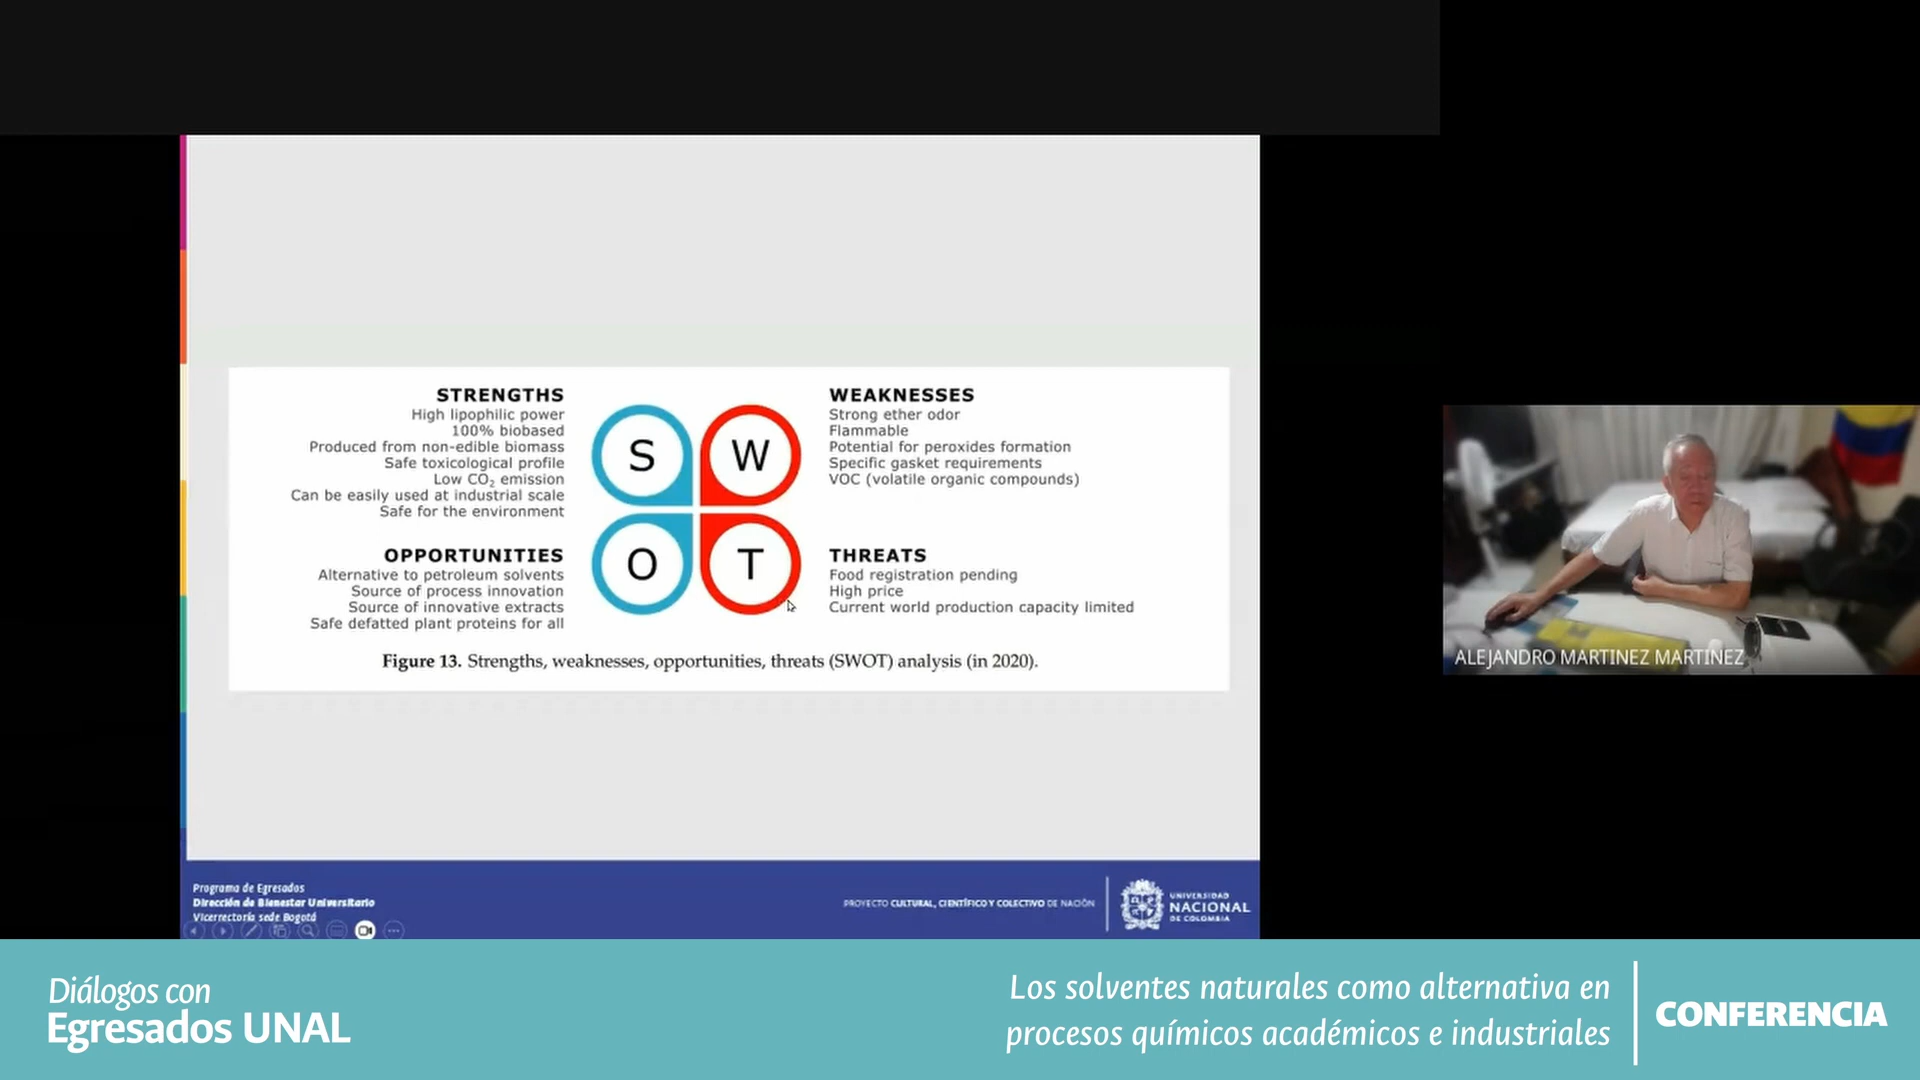 STRENGTHS
High lipophilic power
100% biobased
Produced from non-edible biomass
Safe toxicological profile
Low CO₂ emission
Can be easily used at industrial scale
Safe for the environment
S
W
WEAKNESSES
Strong ether odor
Flammable
Potential for peroxides formation
Specific gasket requirements
VOC (volatile organic compounds)
OPPORTUNITIES
Alternative to petroleum solvents
Source of process innovation
Source of innovative extracts
Safe defatted plant proteins for all
O
T
THREATS
Food registration pending
High price
Current world production capacity limited
Figure 13. Strengths, weaknesses, opportunities, threats (SWOT) analysis (in 2020).
ALEJANDRO MARTINEZ MARTINEZ
Programa de Egresados
Dirección de Bienestar Universitario
Vicerrectoría sede Bogotá
PROYECTO CULTURAL, CIENTÍFICO Y COLECTIVO DE NACIÓN
UNIVERSIDAD
NACIONAL
DE COLOMBIA
Diálogos con
Egresados UNAL
Los solventes naturales como alternativa en
procesos químicos académicos e industriales
CONFERENCIA